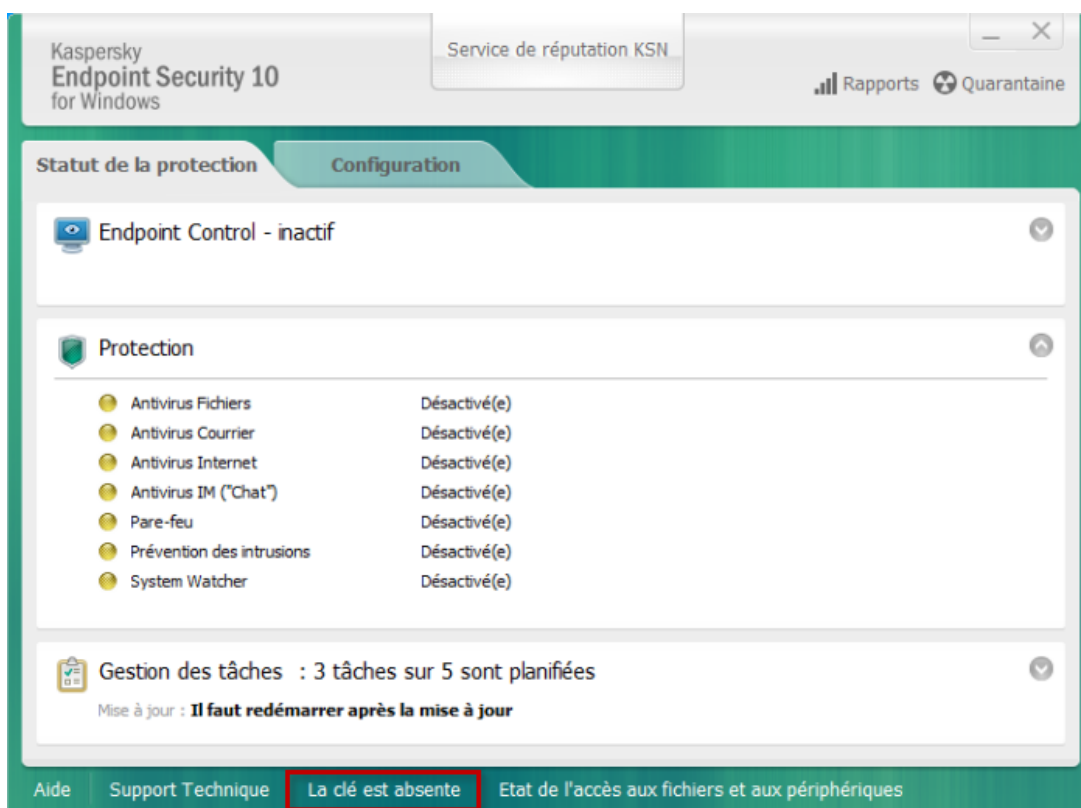 Kaspersky
Endpoint Security 10
for Windows
Service de réputation KSN
Rapports
Quarantaine
Statut de la protection
Configuration
Endpoint Control - inactif
Protection
Antivirus Fichiers Désactivé(e)
Antivirus Courrier Désactivé(e)
Antivirus Internet Désactivé(e)
Antivirus IM ("Chat") Désactivé(e)
Pare-feu Désactivé(e)
Prévention des intrusions Désactivé(e)
System Watcher Désactivé(e)
Gestion des tâches : 3 tâches sur 5 sont planifiées
Mise à jour : Il faut redémarrer après la mise à jour
Aide Support Technique La clé est absente Etat de l'accès aux fichiers et aux périphériques